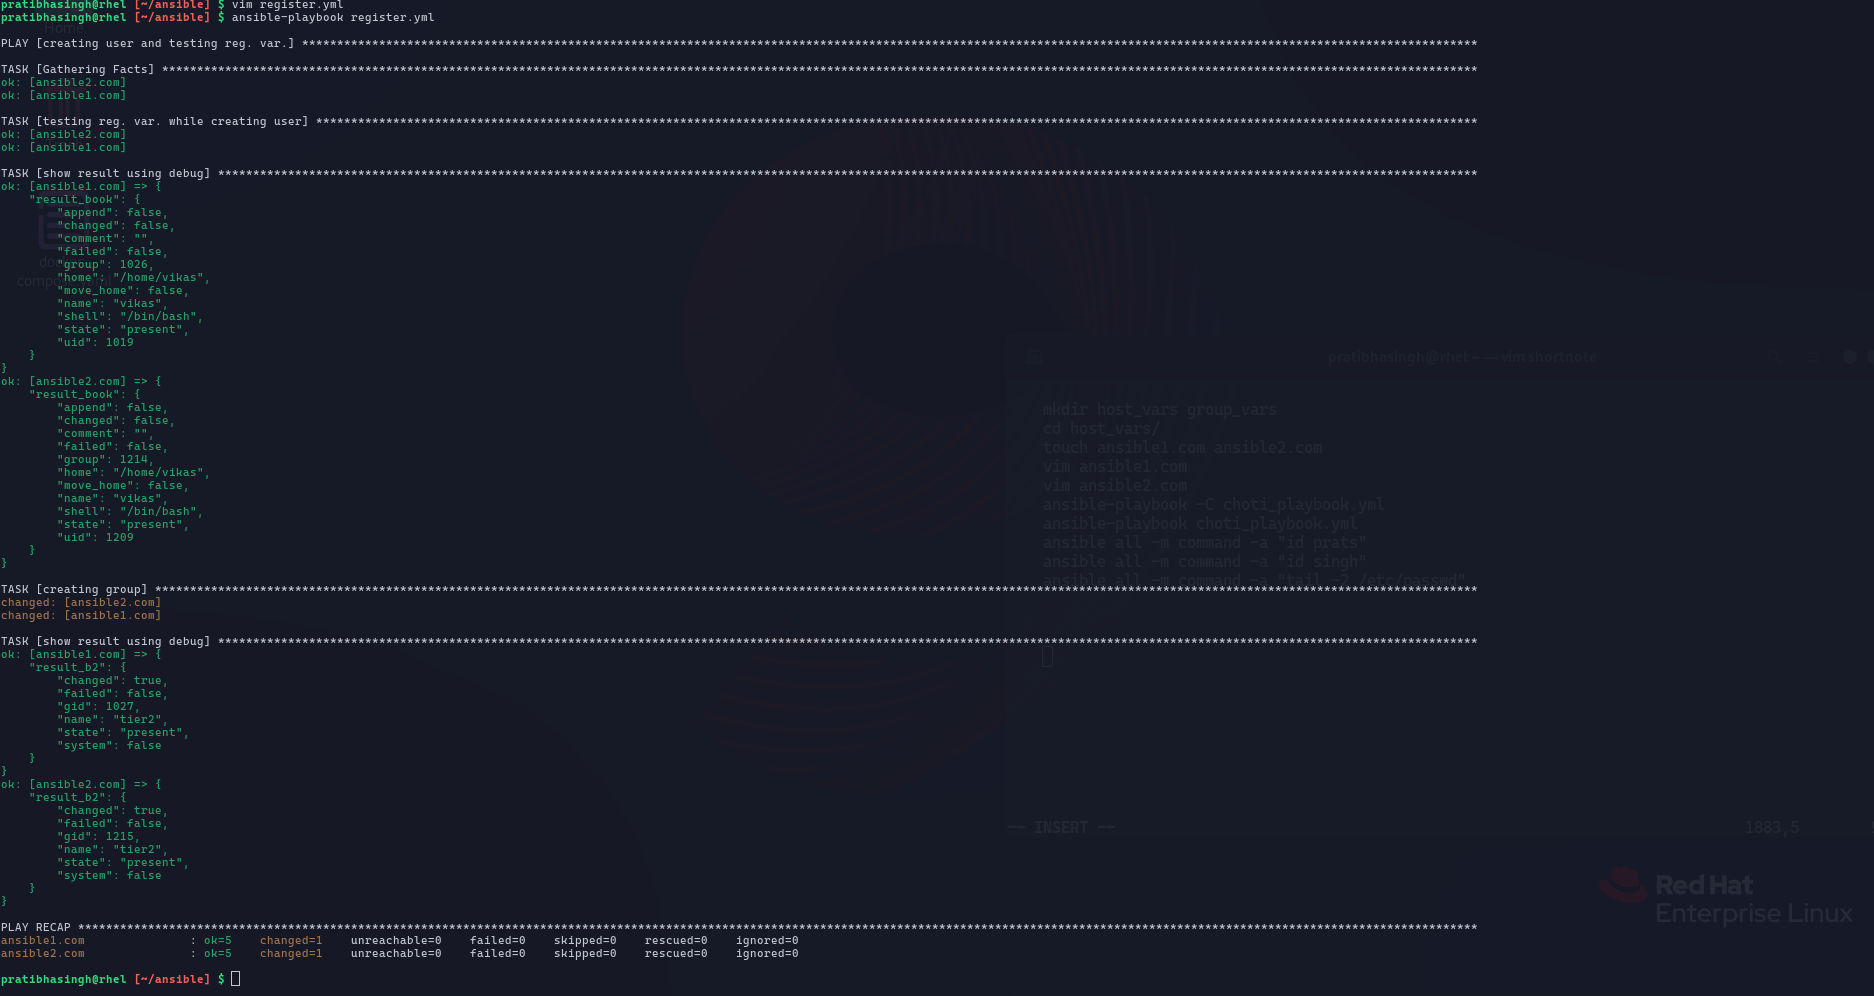 pratibhasingh@rhel [~/ansible] $ vim register.yml
pratibhasingh@rhel [~/ansible] $ ansible-playbook register.yml
Home
PLAY [creating user and testing reg. var.] ************************************************************************************************************************************************************************
TASK [Gathering Facts] ********************************************************************************************************************************************************************************************
ok: [ansible2.com]
ok: [ansible1.com]
TASK [testing reg. var. while creating user] **********************************************************************************************************************************************************************
ok: [ansible2.com]
ok: [ansible1.com]
TASK [show result using debug] ************************************************************************************************************************************************************************************
ok: [ansible1.com] => {
    "result_book": {
        "append": false,
        "changed": false,
        "comment": "",
        "failed": false,
        "group": 1026,
        "home": "/home/vikas",
        "move_home": false,
        "name": "vikas",
        "shell": "/bin/bash",
        "state": "present",
        "uid": 1019
    }
}
ok: [ansible2.com] => {
    "result_book": {
        "append": false,
        "changed": false,
        "comment": "",
        "failed": false,
        "group": 1214,
        "home": "/home/vikas",
        "move_home": false,
        "name": "vikas",
        "shell": "/bin/bash",
        "state": "present",
        "uid": 1209
    }
}
TASK [creating group] *********************************************************************************************************************************************************************************************
changed: [ansible2.com]
changed: [ansible1.com]
TASK [show result using debug] ************************************************************************************************************************************************************************************
ok: [ansible1.com] => {
    "result_b2": {
        "changed": true,
        "failed": false,
        "gid": 1027,
        "name": "tier2",
        "state": "present",
        "system": false
    }
}
ok: [ansible2.com] => {
    "result_b2": {
        "changed": true,
        "failed": false,
        "gid": 1215,
        "name": "tier2",
        "state": "present",
        "system": false
    }
}
PLAY RECAP ********************************************************************************************************************************************************************************************************
ansible1.com               : ok=5    changed=1    unreachable=0    failed=0    skipped=0    rescued=0    ignored=0
ansible2.com               : ok=5    changed=1    unreachable=0    failed=0    skipped=0    rescued=0    ignored=0
pratibhasingh@rhel [~/ansible] $
pratibhasingh@rhel:~ — vim shortnote
mkdir host_vars group_vars
cd host_vars/
touch ansible1.com ansible2.com
vim ansible1.com
vim ansible2.com
ansible-playbook -C choti_playbook.yml
ansible-playbook choti_playbook.yml
ansible all -m command -a "id prats"
ansible all -m command -a "id singh"
ansible all -m command -a "tail -2 /etc/passwd"
-- INSERT --
1883,5
Red Hat
Enterprise Linux